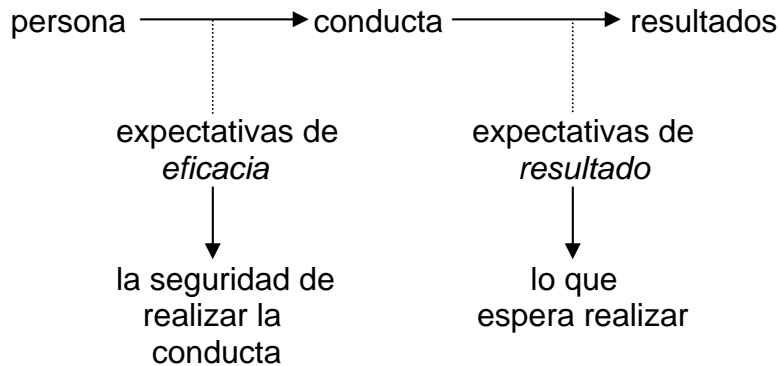 persona conducta resultados
expectativas de
eficacia
expectativas de
resultado
la seguridad de
realizar la
conducta
lo que
espera realizar